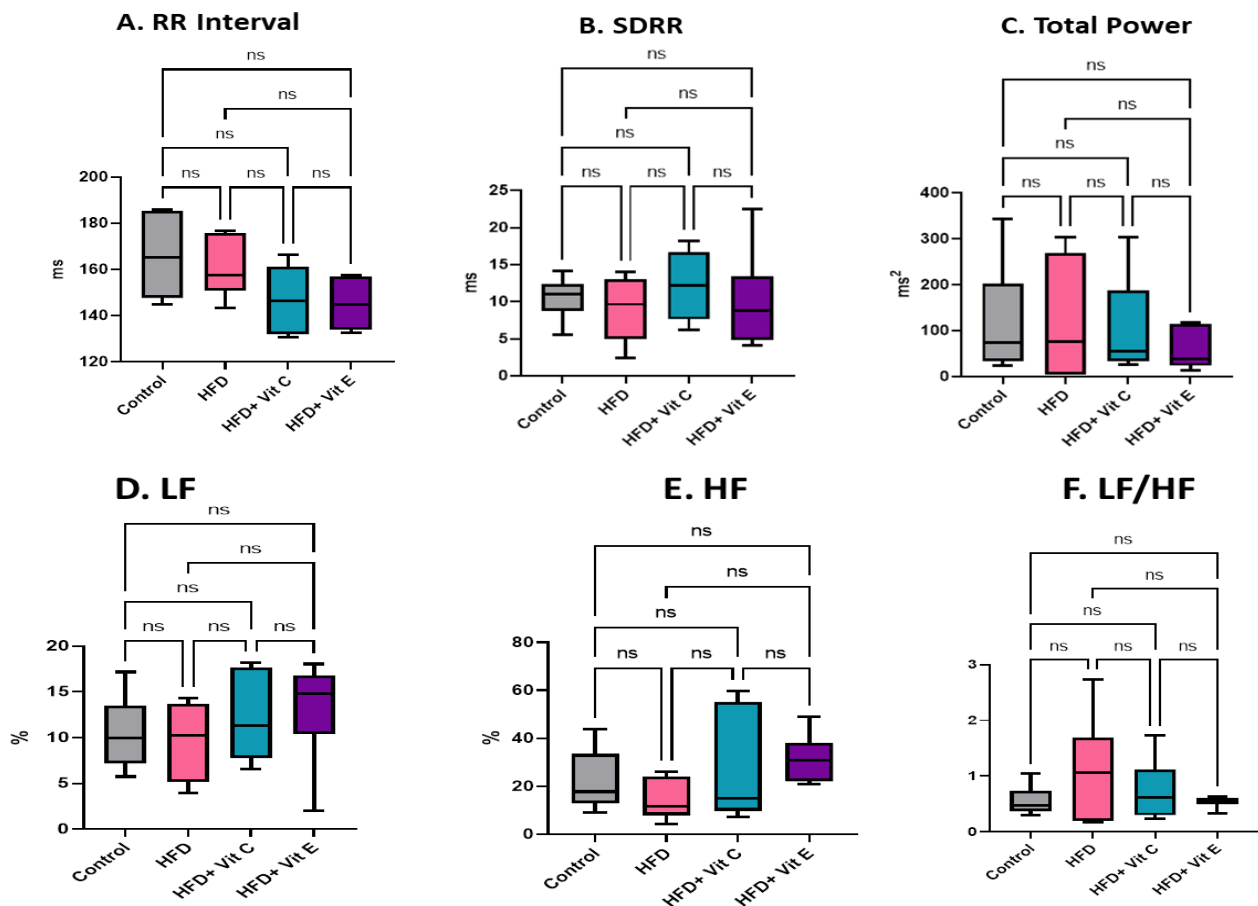 A. RR Interval
ns
ns
ns
ns
ns
ns
200
180
160
140
120
ms
Control
HFD
HFD+ Vit C
HFD+ Vit E
B. SDRR
ns
ns
ns
ns
ns
ns
25
20
15
10
5
0
ms
Control
HFD
HFD+ Vit C
HFD+ Vit E
C. Total Power
ns
ns
ns
ns
ns
ns
400
300
200
100
0
ms²
Control
HFD
HFD+ Vit C
HFD+ Vit E
D. LF
ns
ns
ns
ns
ns
ns
20
15
10
5
0
%
Control
HFD
HFD+ Vit C
HFD+ Vit E
E. HF
ns
ns
ns
ns
ns
ns
80
60
40
20
0
%
Control
HFD
HFD+ Vit C
HFD+ Vit E
F. LF/HF
ns
ns
ns
ns
ns
ns
3
2
1
0
Control
HFD
HFD+ Vit C
HFD+ Vit E